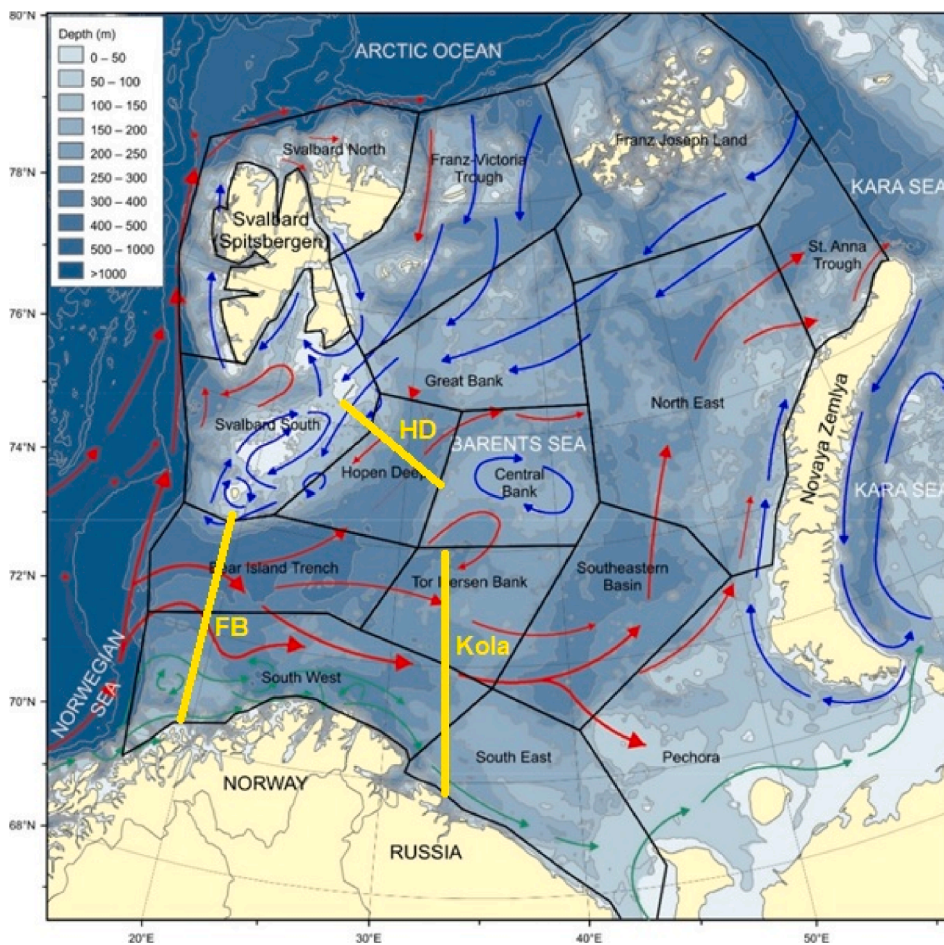 80°N
78°N
76°N
74°N
72°N
70°N
68°N
Depth (m)
0 – 50
50 – 100
100 – 150
150 – 200
200 – 250
250 – 300
300 – 400
400 – 500
500 – 1000
>1000
ARCTIC OCEAN
Svalbard North
Franz-Victoria
Trough
Franz Joseph Land
KARA SEA
Svalbard
(Spitsbergen)
St. Anna
Trough
Great Bank
North East
Novaya Zemlya
Svalbard South
HD
BARENTS SEA
Hopen Deep
Central
Bank
KARA SEA
Bear Island Trench
Tor Iversen Bank
Southeastern
Basin
FB
Kola
NORWEGIAN
SEA
South West
South East
Pechora
NORWAY
RUSSIA
20°E
30°E
40°E
50°E